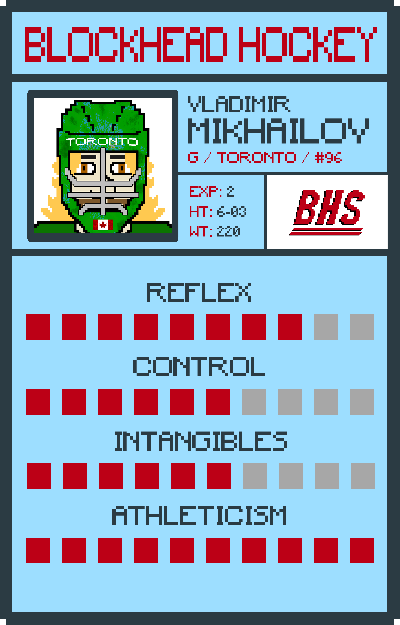 BLOCKHEAD HOCKEY
VLADIMIR
MIKHAILOV
G / TORONTO / #96
TORONTO
EXP: 2
HT: 6-03
WT: 220
BHS
REFLEX
CONTROL
INTANGIBLES
ATHLETICISM